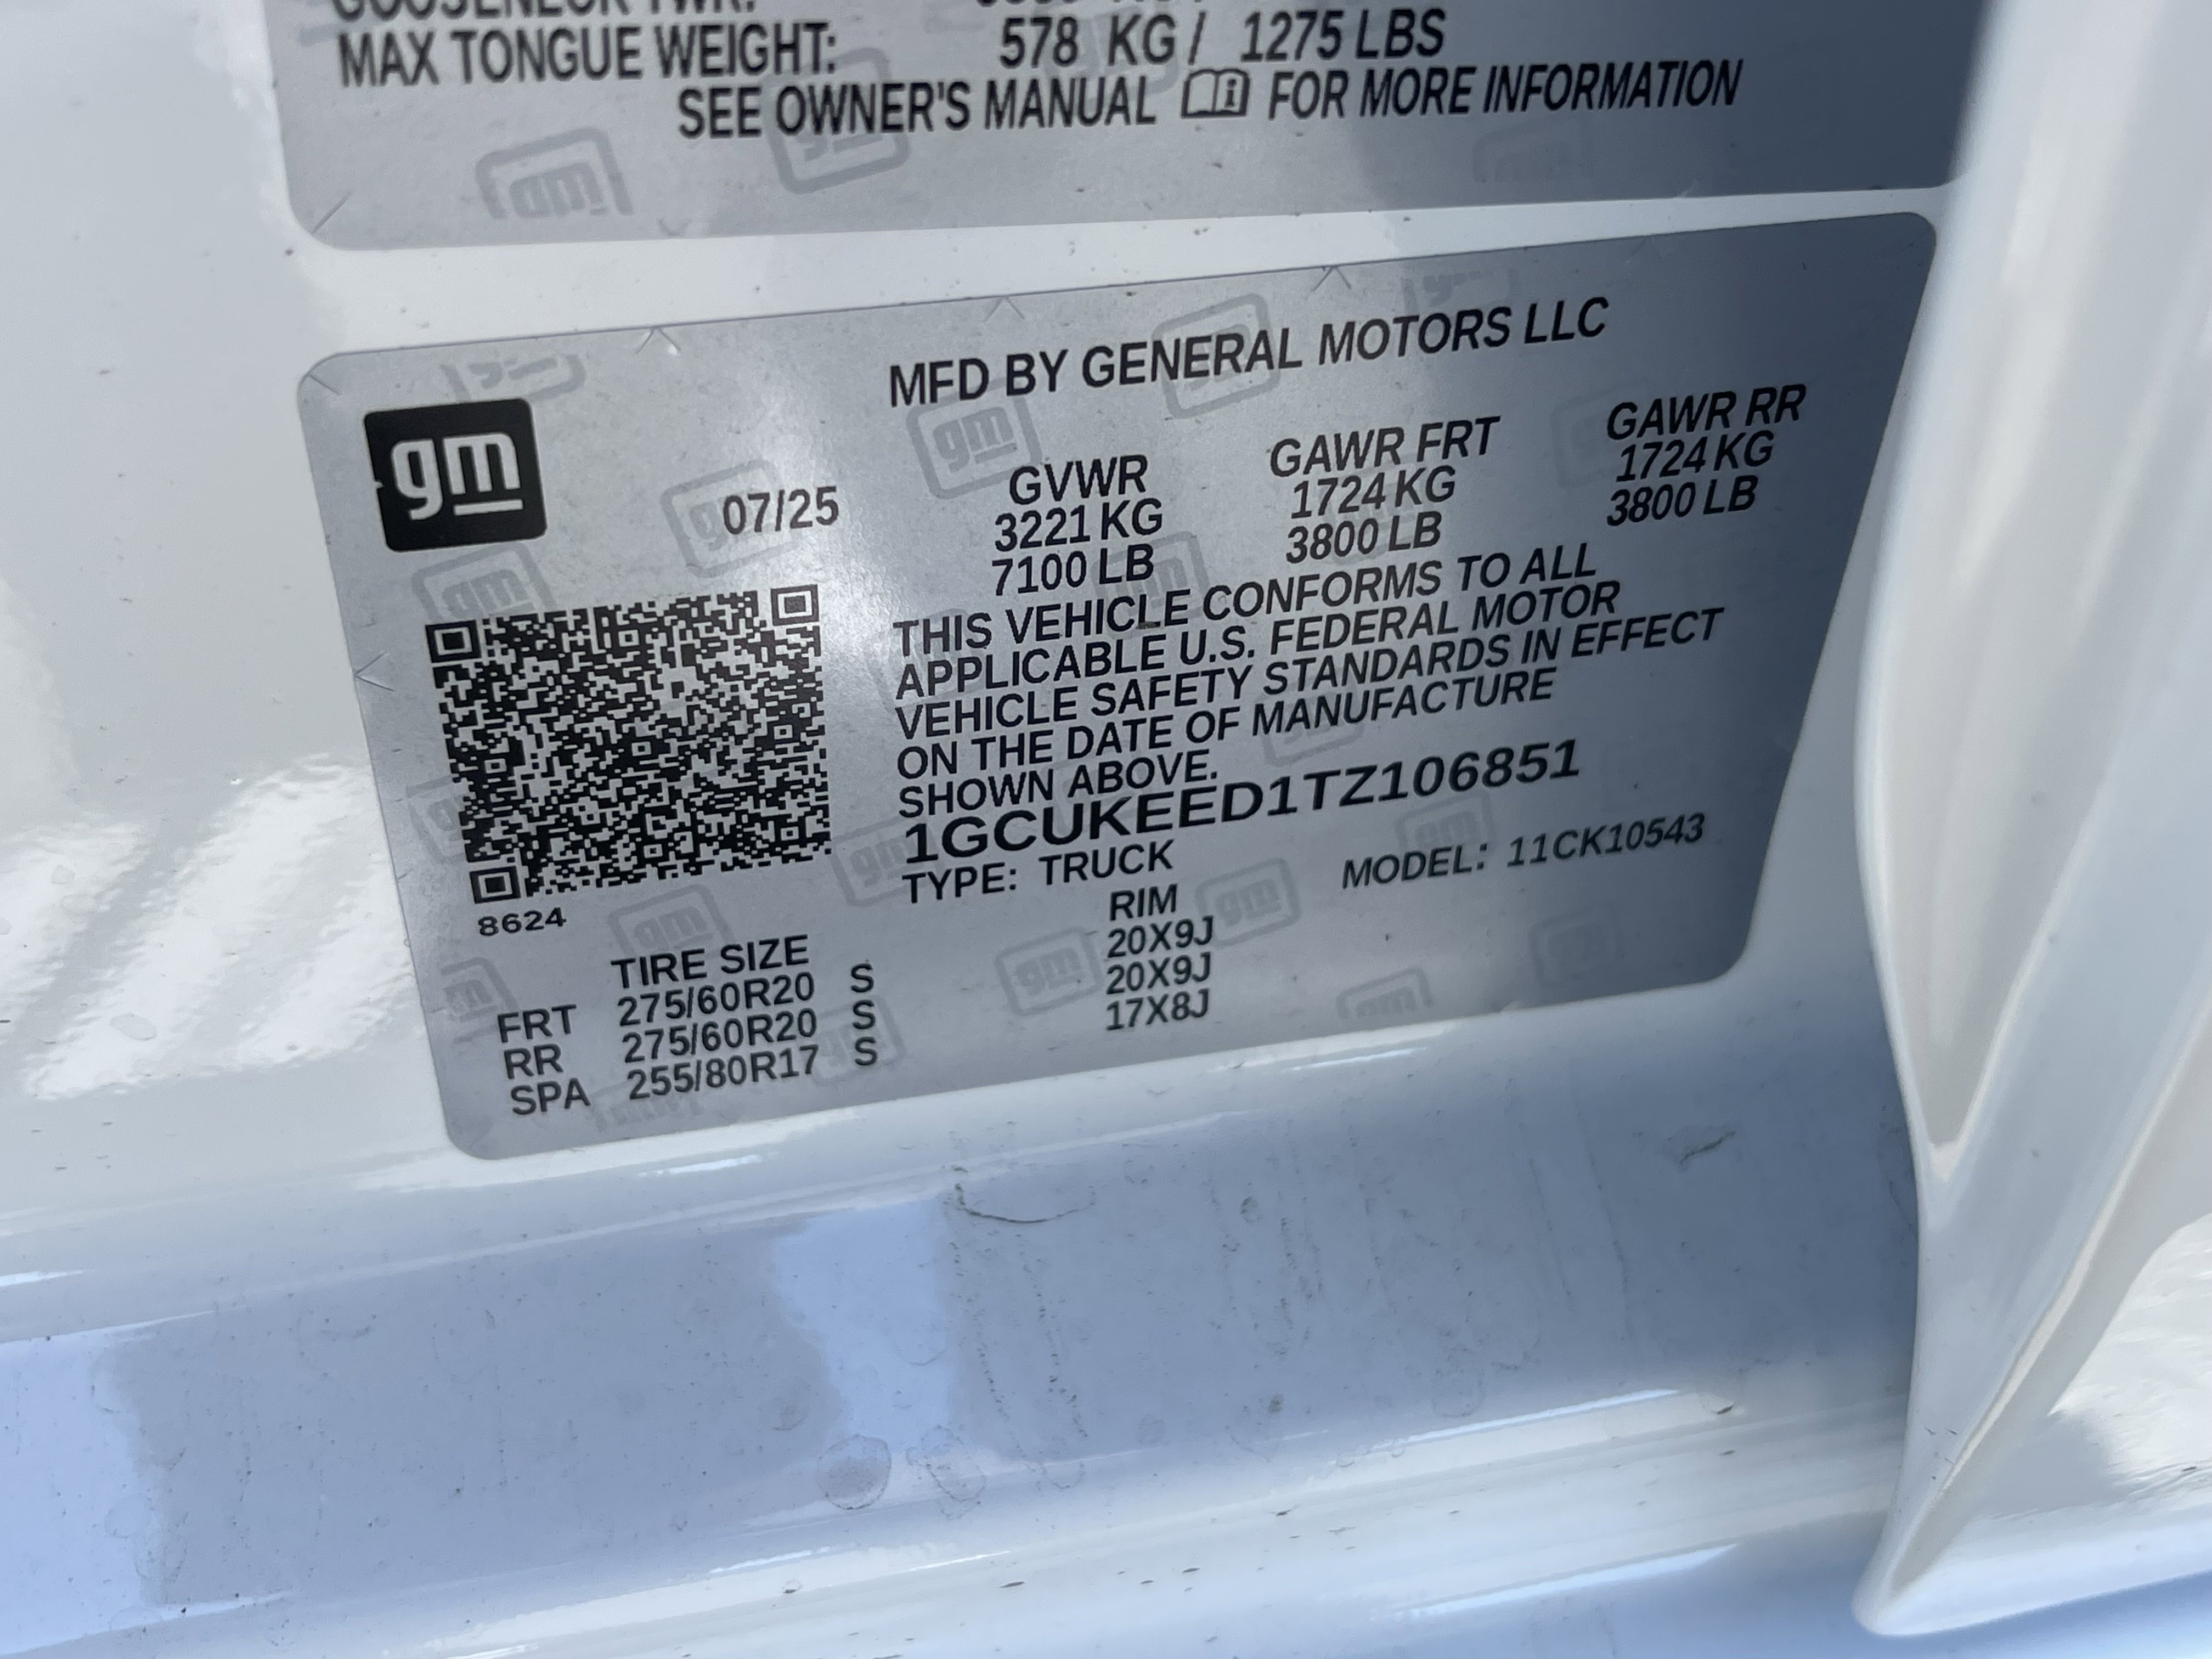 GOOSENECK TWR:
MAX TONGUE WEIGHT: 578 KG / 1275 LBS
SEE OWNER'S MANUAL FOR MORE INFORMATION
gm
MFD BY GENERAL MOTORS LLC
07/25
GVWR GAWR FRT GAWR RR
3221 KG 1724 KG 1724 KG
7100 LB 3800 LB 3800 LB
THIS VEHICLE CONFORMS TO ALL
APPLICABLE U.S. FEDERAL MOTOR
VEHICLE SAFETY STANDARDS IN EFFECT
ON THE DATE OF MANUFACTURE
SHOWN ABOVE.
1GCUKEED1TZ106851
TYPE: TRUCK MODEL: 11CK10543
8624
TIRE SIZE RIM
FRT 275/60R20 S 20X9J
RR 275/60R20 S 20X9J
SPA 255/80R17 S 17X8J